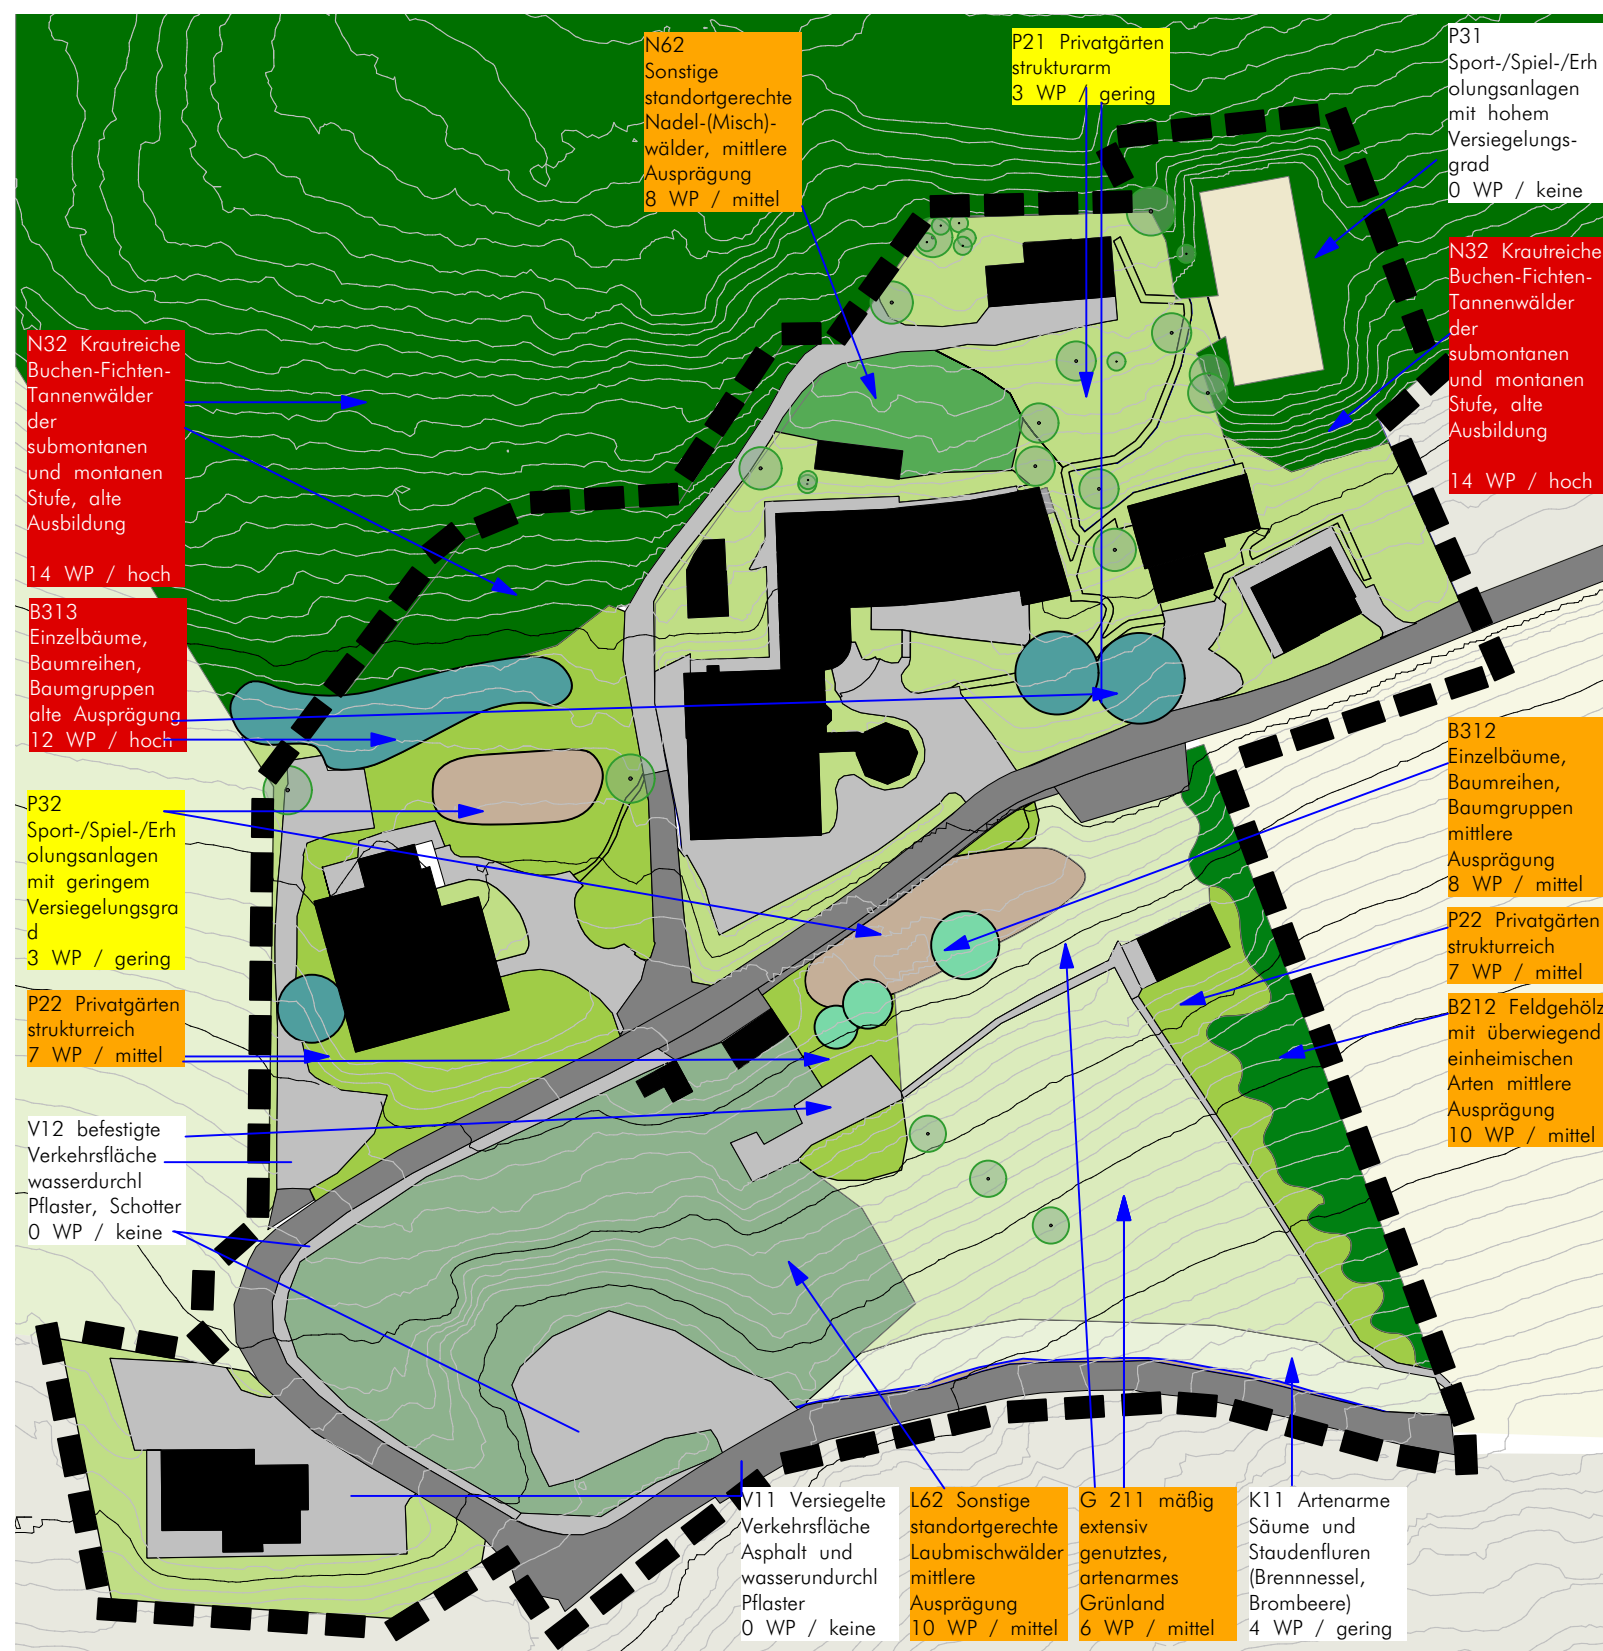 N62
Sonstige
standortgerechte
Nadel-(Misch)-
wälder, mittlere
Ausprägung
8 WP / mittel
P21 Privatgärten
strukturarm
3 WP / gering
P31
Sport-/Spiel-/Erh
olungsanlagen
mit hohem
Versiegelungs-
grad
0 WP / keine
N32 Krautreiche
Buchen-Fichten-
Tannenwälder
der
submontanen
und montanen
Stufe, alte
Ausbildung
14 WP / hoch
N32 Krautreiche
Buchen-Fichten-
Tannenwälder
der
submontanen
und montanen
Stufe, alte
Ausbildung
14 WP / hoch
B313
Einzelbäume,
Baumreihen,
Baumgruppen
alte Ausprägung
12 WP / hoch
P32
Sport-/Spiel-/Erh
olungsanlagen
mit geringem
Versiegelungsgra
d
3 WP / gering
P22 Privatgärten
strukturreich
7 WP / mittel
V12 befestigte
Verkehrsfläche
wasserdurchl
Pflaster, Schotter
0 WP / keine
B312
Einzelbäume,
Baumreihen,
Baumgruppen
mittlere
Ausprägung
8 WP / mittel
P22 Privatgärten
strukturreich
7 WP / mittel
B212 Feldgehölz
mit überwiegend
einheimischen
Arten mittlere
Ausprägung
10 WP / mittel
V11 Versiegelte
Verkehrsfläche
Asphalt und
wasserundurchl
Pflaster
0 WP / keine
L62 Sonstige
standortgerechte
Laubmischwälder
mittlere
Ausprägung
10 WP / mittel
G 211 mäßig
extensiv
genutztes,
artenarmes
Grünland
6 WP / mittel
K11 Artenarme
Säume und
Staudenfluren
(Brennnessel,
Brombeere)
4 WP / gering